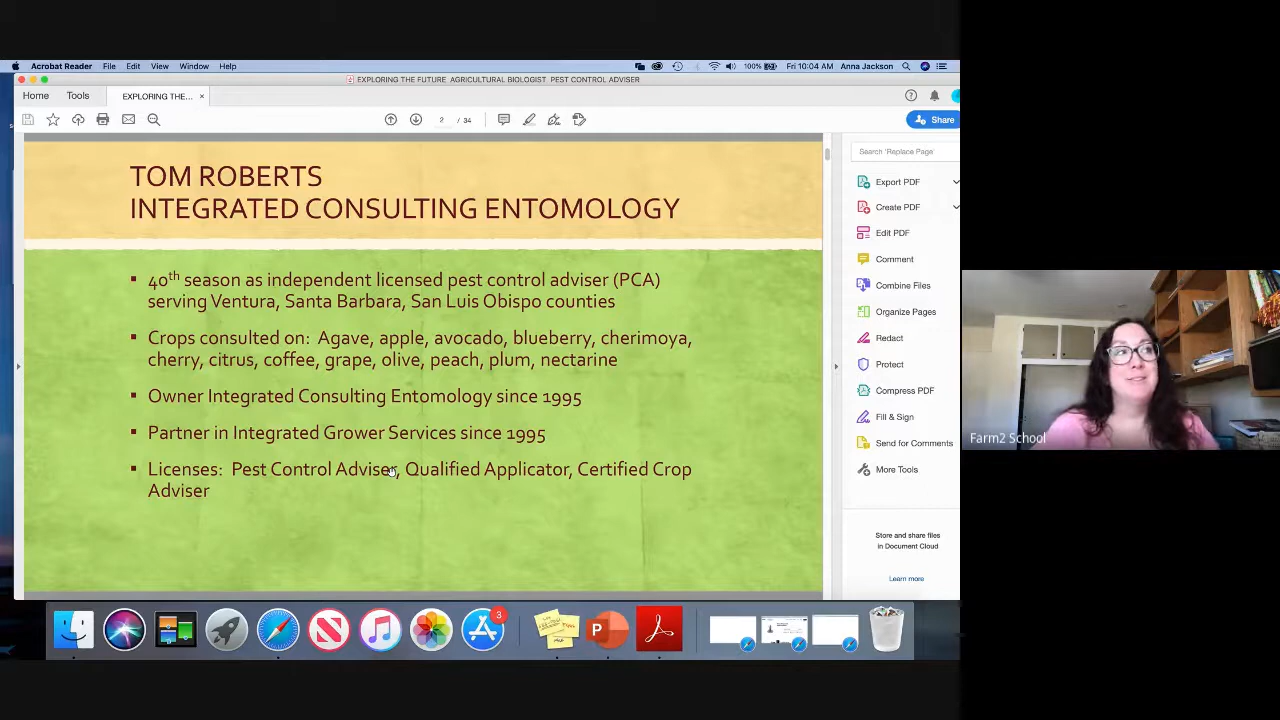 Acrobat Reader File Edit View Window Help 100% Fri 10:04 AM Anna Jackson
EXPLORING THE FUTURE AGRICULTURAL BIOLOGIST PEST CONTROL ADVISER
Home Tools EXPLORING THE... ×
2 / 34 Share
TOM ROBERTS
INTEGRATED CONSULTING ENTOMOLOGY
▪ 40th season as independent licensed pest control adviser (PCA)
serving Ventura, Santa Barbara, San Luis Obispo counties
▪ Crops consulted on: Agave, apple, avocado, blueberry, cherimoya,
cherry, citrus, coffee, grape, olive, peach, plum, nectarine
▪ Owner Integrated Consulting Entomology since 1995
▪ Partner in Integrated Grower Services since 1995
▪ Licenses: Pest Control Adviser, Qualified Applicator, Certified Crop
Adviser
Search 'Replace Page'
Export PDF
Create PDF
Edit PDF
Comment
Combine Files
Organize Pages
Redact
Protect
Compress PDF
Fill & Sign
Send for Comments
More Tools
Store and share files
in Document Cloud
Learn more
Farm2 School
3
P